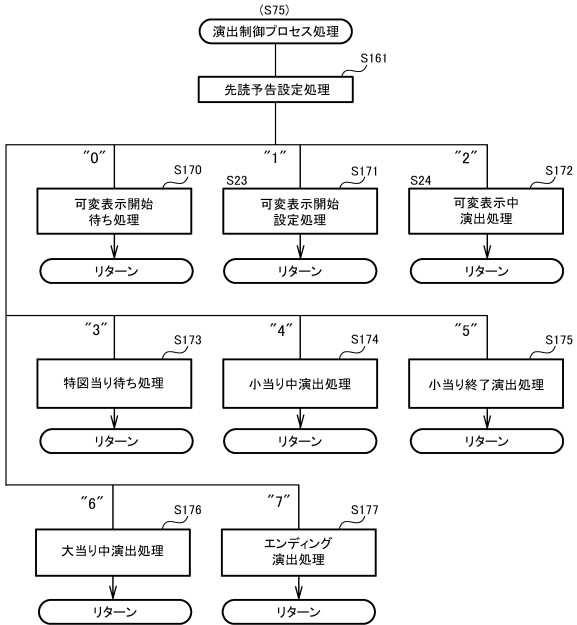 (S75)
演出制御プロセス処理
S161
先読予告設定処理
"0"
S170
可変表示開始
待ち処理
リターン
"1"
S23
S171
可変表示開始
設定処理
リターン
"2"
S24
S172
可変表示中
演出処理
リターン
"3"
S173
特図当り待ち処理
リターン
"4"
S174
小当り中演出処理
リターン
"5"
S175
小当り終了演出処理
リターン
"6"
S176
大当り中演出処理
リターン
"7"
S177
エンディング
演出処理
リターン